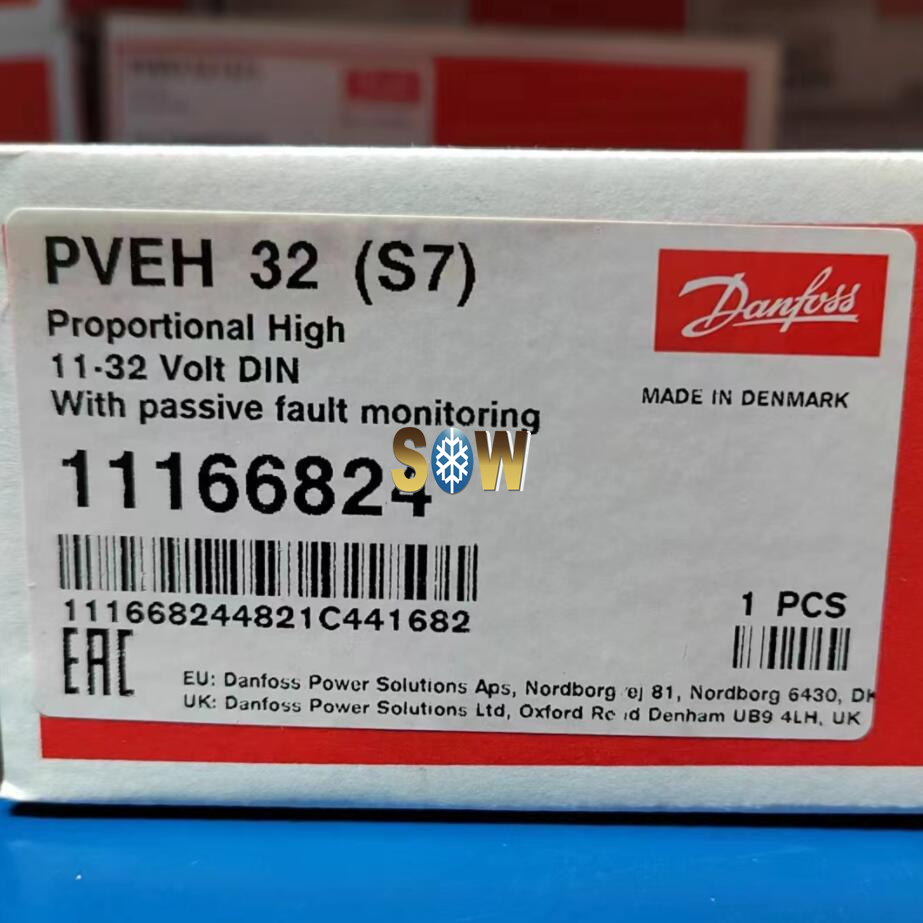 PVEH 32 (S7)
Danfoss
Proportional High
11-32 Volt DIN
MADE IN DENMARK
With passive fault monitoring
SOW
11166824
111668244821C441682
1 PCS
EAC
EU: Danfoss Power Solutions Aps, Nordborg 81, Nordborg 6430, DK
UK: Danfoss Power Solutions Ltd, Oxford Denham UB9 4LH, UK